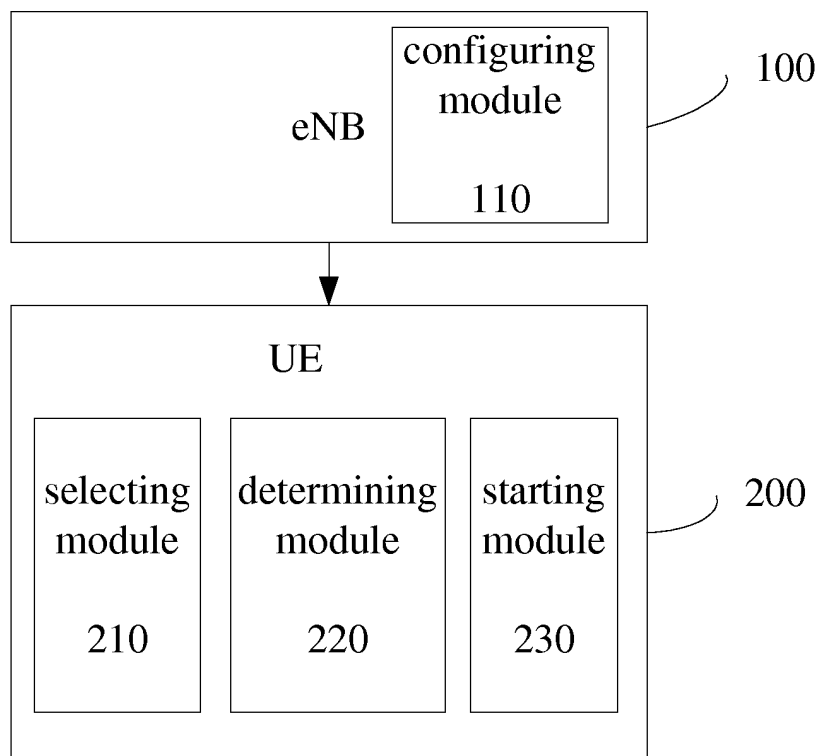 configuring
module
100
eNB
110
UE
selecting
module
210
determining
module
220
starting
module
230
200